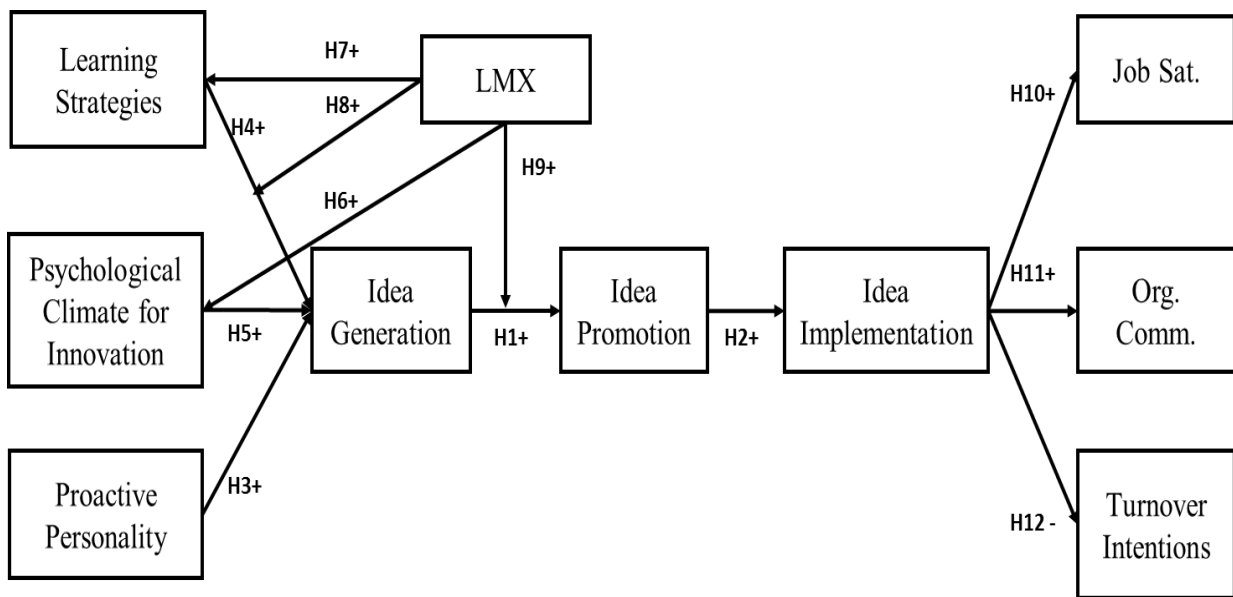 Learning
Strategies
H7+
LMX
H8+
H4+
H9+
H6+
H10+
Job Sat.
Psychological
Climate for
Innovation
H5+
Idea
Generation
H1+
Idea
Promotion
H2+
Idea
Implementation
H11+
Org.
Comm.
Proactive
Personality
H3+
H12 -
Turnover
Intentions